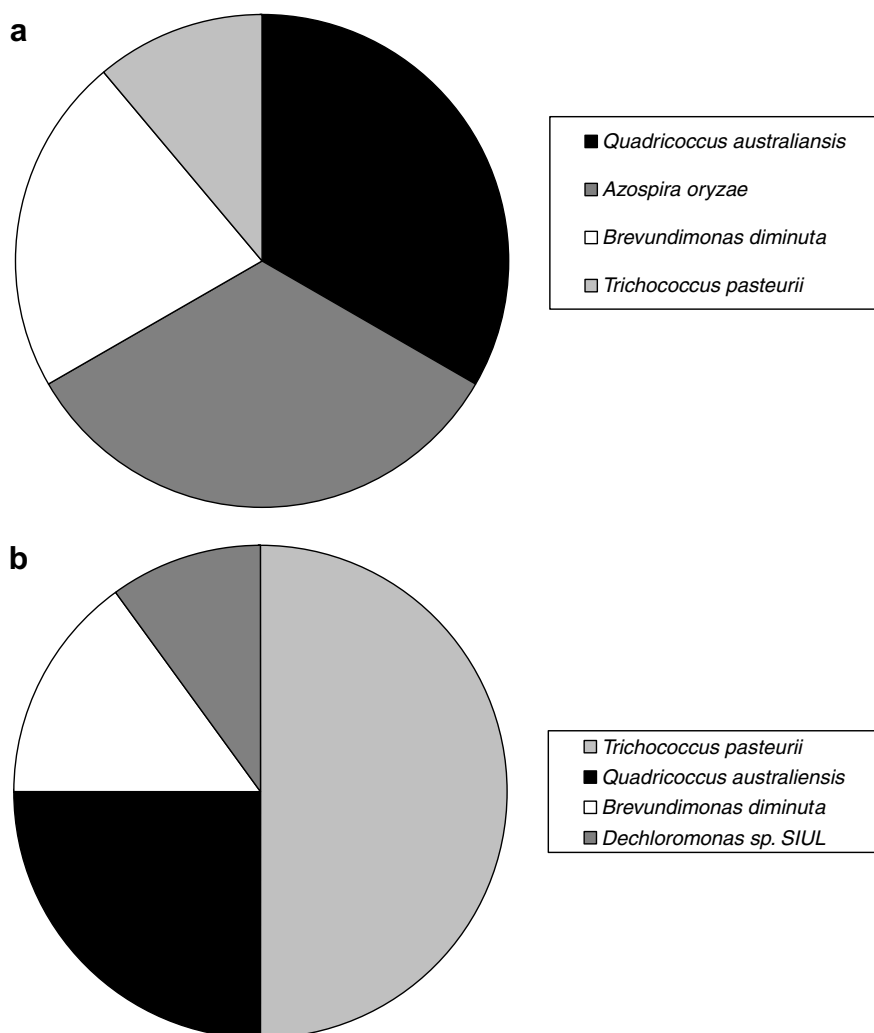 a
Quadricoccus australiansis
Azospira oryzae
Brevundimonas diminuta
Trichococcus pasteurii
b
Trichococcus pasteurii
Quadricoccus australiensis
Brevundimonas diminuta
Dechloromonas sp. SIUL